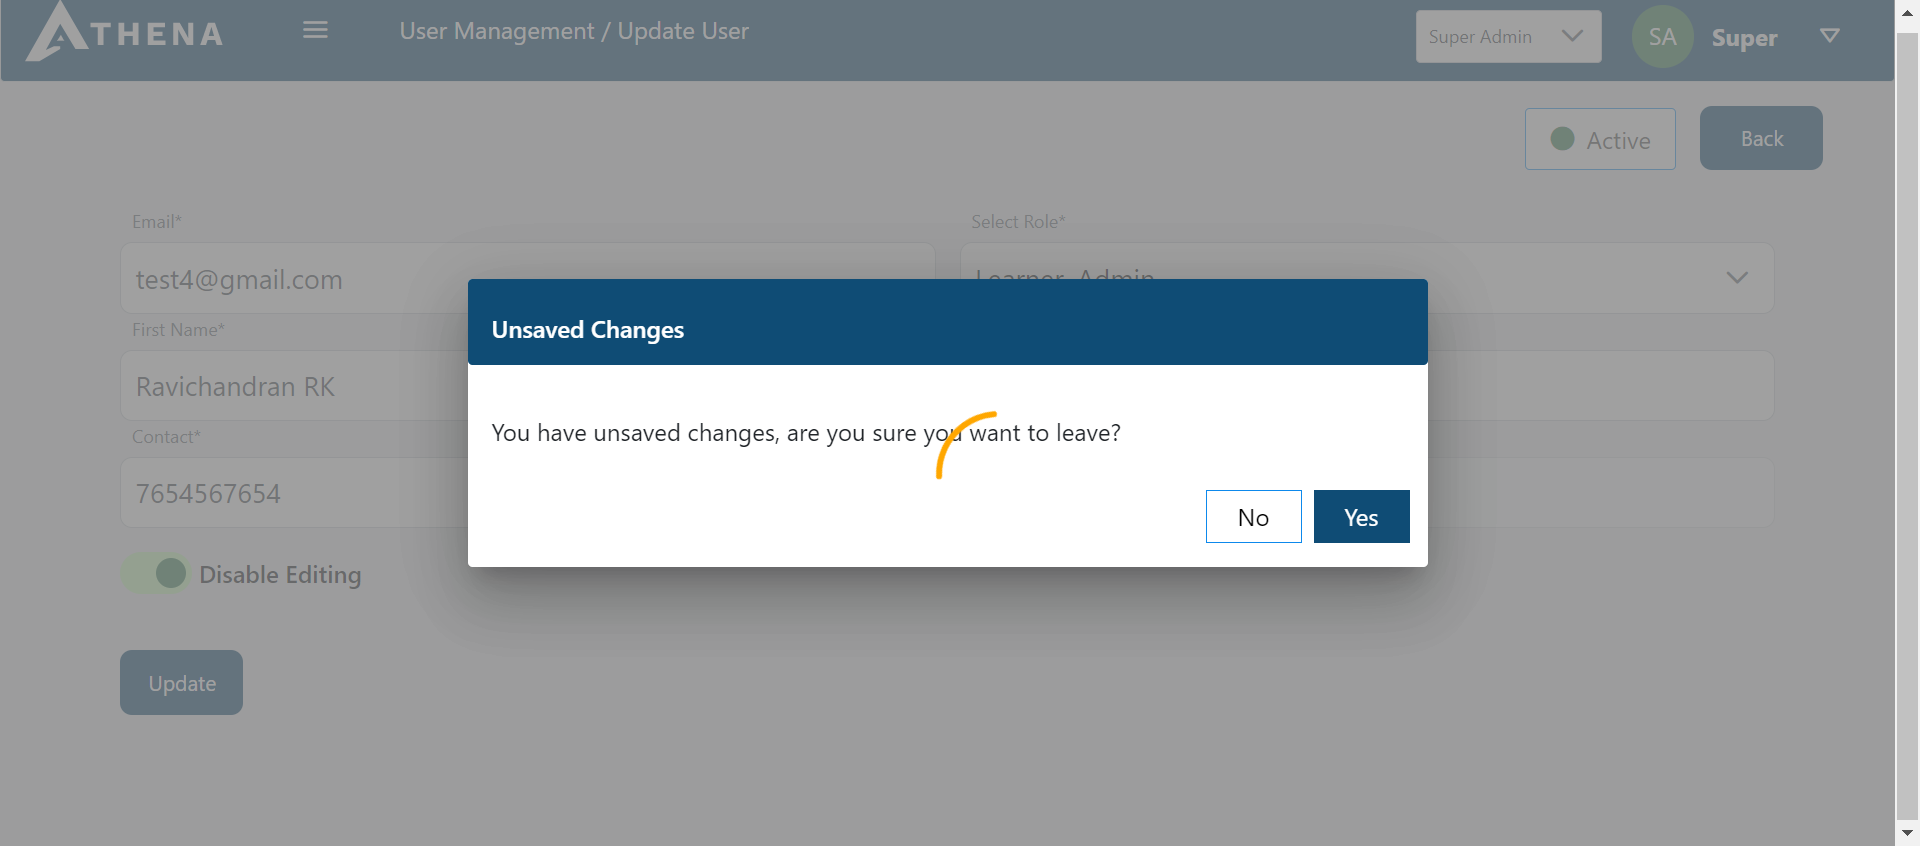 ATHENA
User Management / Update User
Super Admin
SA
Super
Active
Back
Email*
Select Role*
test4@gmail.com
Learner, Admin
First Name*
Ravichandran RK
Contact*
7654567654
Unsaved Changes
You have unsaved changes, are you sure you want to leave?
No
Yes
Disable Editing
Update